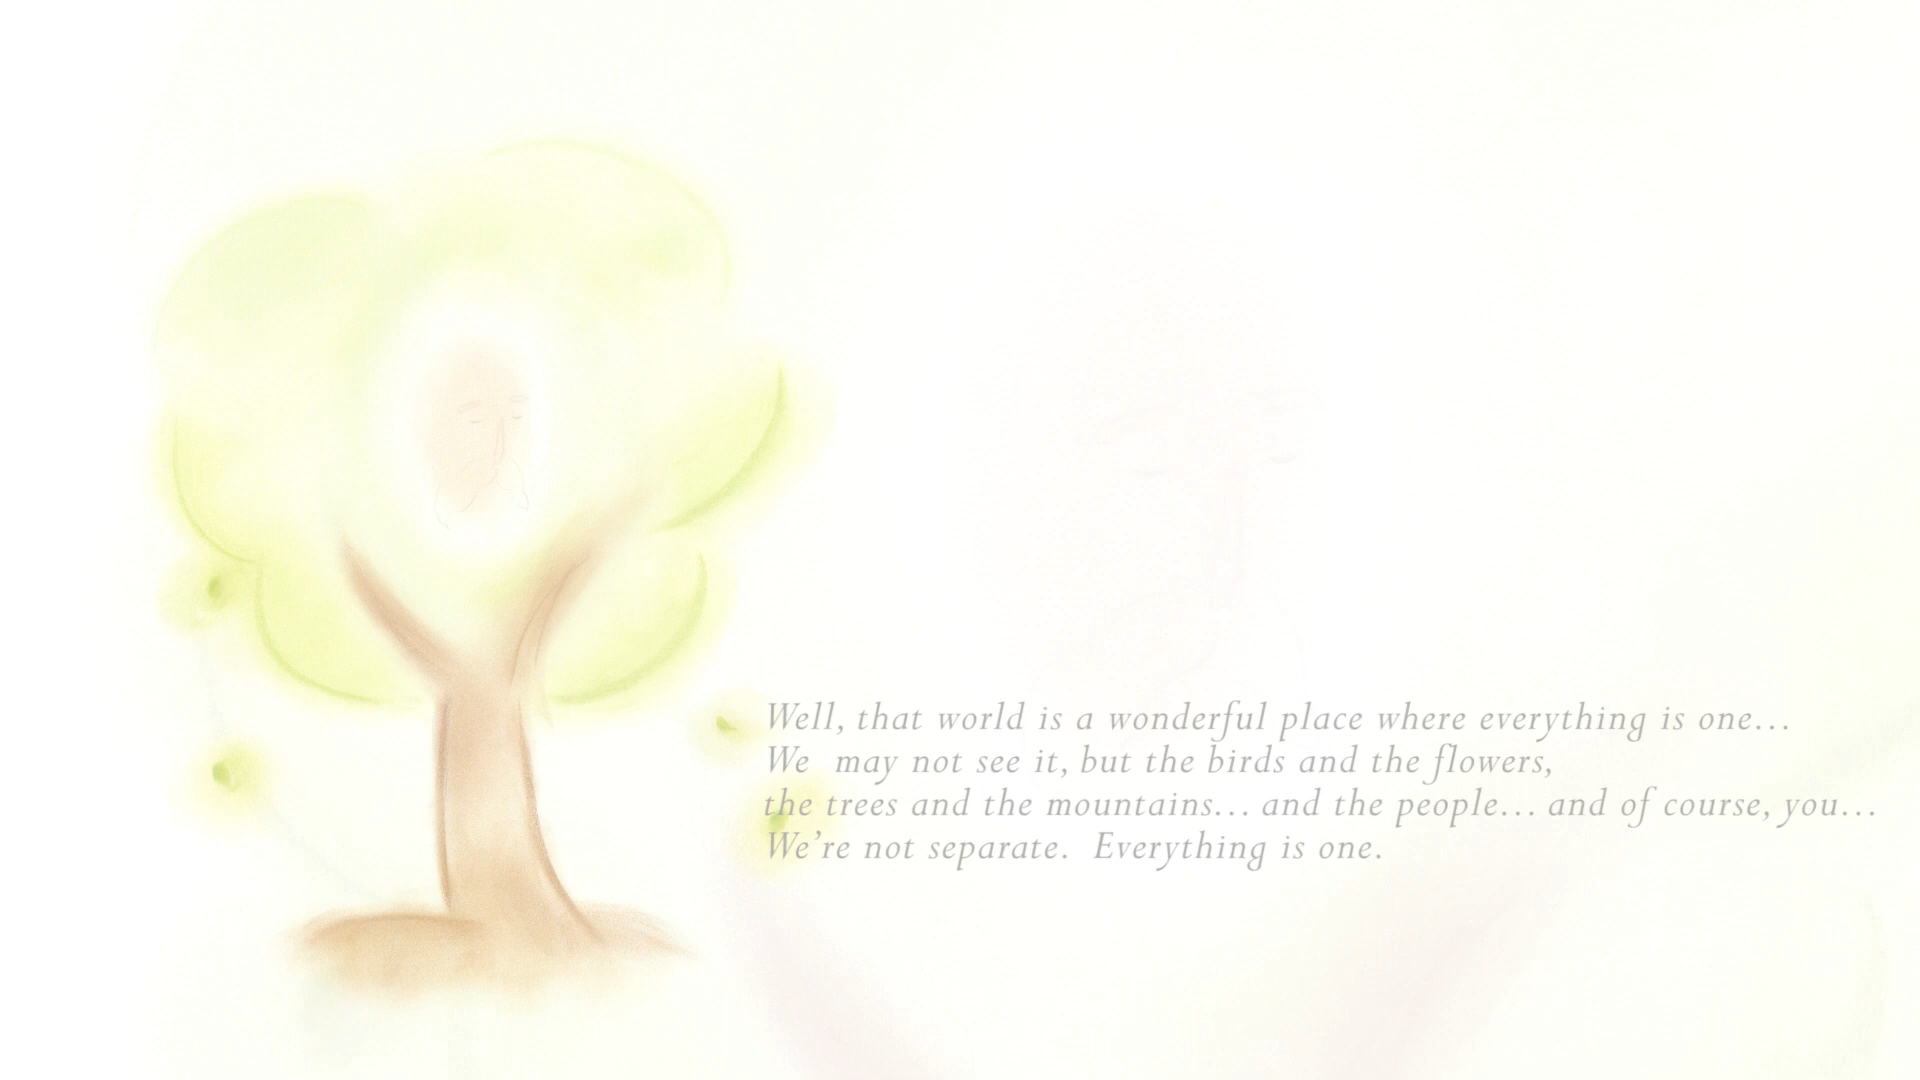 Well, that world is a wonderful place where everything is one…
We may not see it, but the birds and the flowers,
the trees and the mountains… and the people… and of course, you…
We’re not separate. Everything is one.